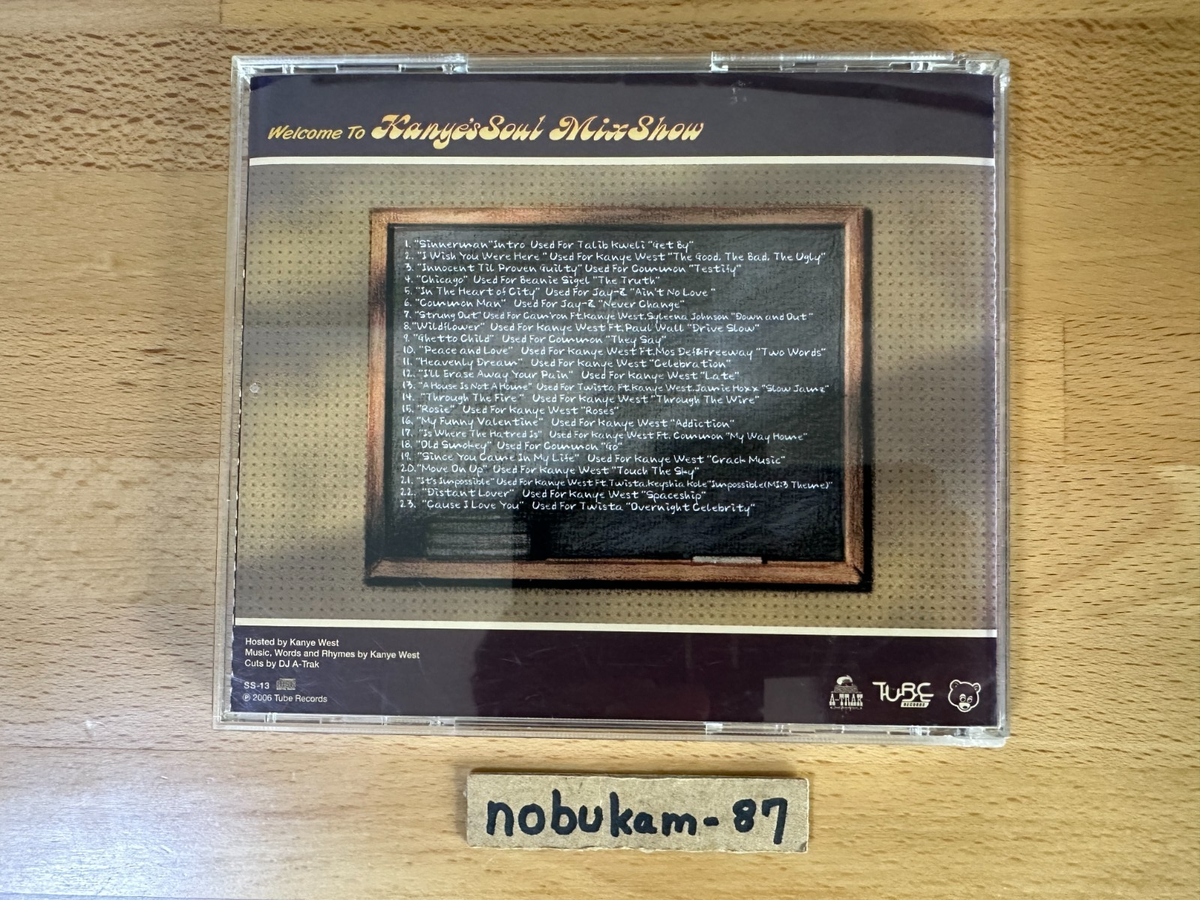 Welcome To Kanye's Soul Mix Show
1. "Sinnerman" Intro Used For Talib Kweli "Get By"
2. "I Wish You Were Here" Used For Kanye West "The Good, The Bad, The Ugly"
3. "Innocent Til Proven Guilty" Used For Common "Testify"
4. "Chicago" Used For Beanie Sigel "The Truth"
5. "In The Heart of City" Used For Jay-Z "Ain't No Love"
6. "Common Man" Used For Jay-Z "Never Change"
7. "Strung Out" Used For Cam'ron Ft.Kanye West.Syleena Johnson "Down and Out"
8. "Wildflower" Used For Kanye West Ft.Paul Wall "Drive Slow"
9. "Ghetto Child" Used For Common "They Say"
10. "Peace and Love" Used For Kanye West Ft.Mos Def&Freeway "Two Words"
11. "Heavenly Dream" Used For Kanye West "Celebration"
12. "I'll Erase Away Your Pain" Used For Kanye West "Late"
13. "A House Is Not A Home" Used For Twista Ft.Kanye West.Jamie Foxx "Slow Jamz"
14. "Through The Fire" Used For Kanye West "Through The Wire"
15. "Rosie" Used For Kanye West "Roses"
16. "My Funny Valentine" Used For Kanye West "Addiction"
17. "Is Where The Hatred Is" Used For Kanye West Ft. Common "My Way Home"
18. "Old Smokey" Used For Common "Go"
19. "Since You Came In My Life" Used For Kanye West "Crack Music"
20. "Move On Up" Used For Kanye West "Touch The Sky"
21. "It's Impossible" Used For Kanye West Ft.Twista.Keyshia Kole "Impossible(MI:3 Theme)"
22. "Distant Lover" Used For Kanye West "Spaceship"
23. "Cause I Love You" Used For Twista "Overnight Celebrity"
Hosted by Kanye West
Music, Words and Rhymes by Kanye West
Cuts by DJ A-Trak
SS-13
℗ 2006 Tube Records
A-TRAK
TUBE
RECORDS
nobukam-87